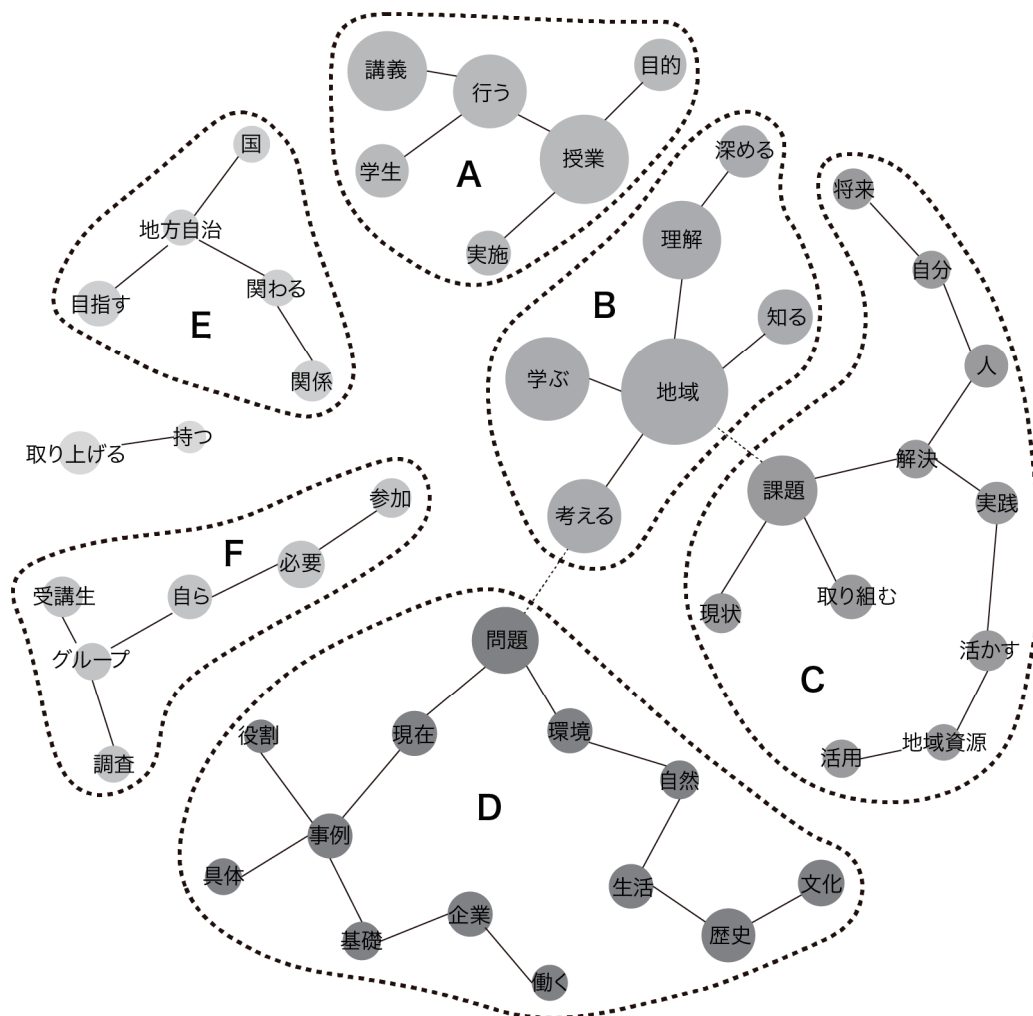 講義
行う
目的
学生
授業
A
実施
国
地方自治
目指す
関わる
E
関係
深める
理解
B
知る
学ぶ
地域
考える
将来
自分
人
解決
課題
実践
現状
取り組む
活かす
C
地域資源
活用
取り上げる
持つ
参加
F
必要
受講生
自ら
グループ
調査
問題
役割
現在
環境
自然
D
事例
具体
生活
文化
企業
基礎
歴史
働く